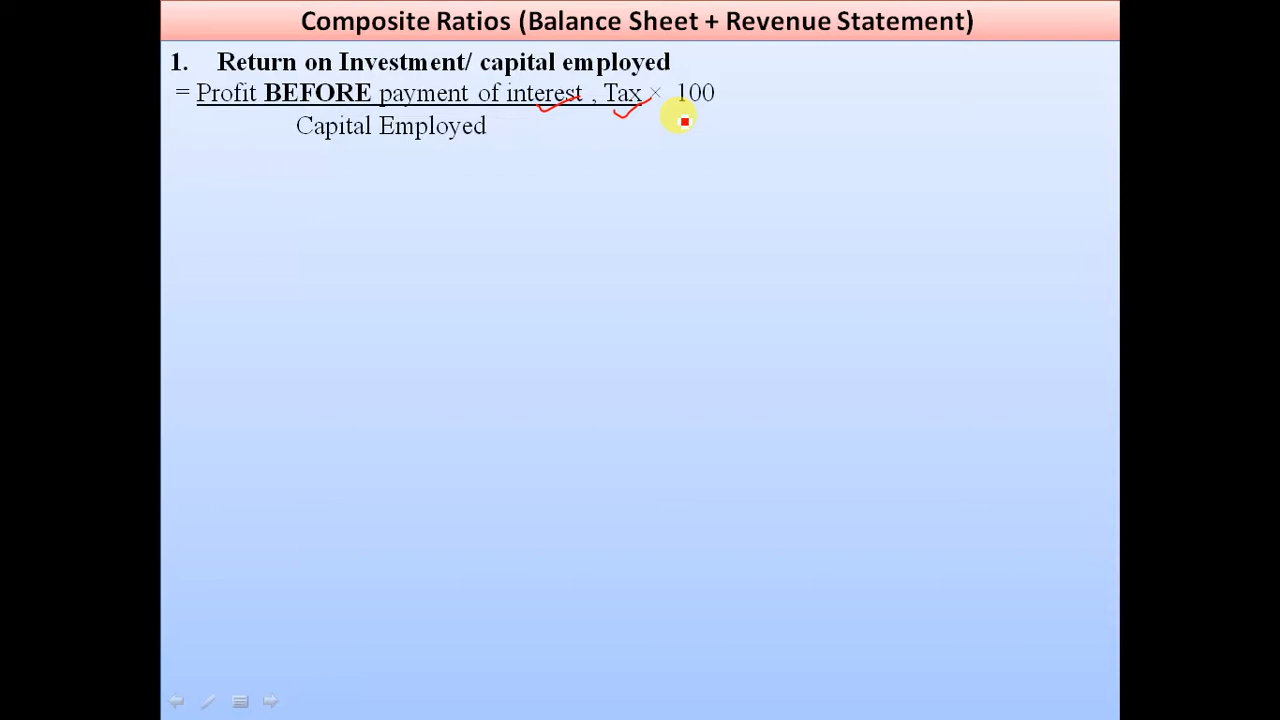 Composite Ratios (Balance Sheet + Revenue Statement)
1. Return on Investment/ capital employed
= Profit BEFORE payment of interest , Tax × 100
Capital Employed